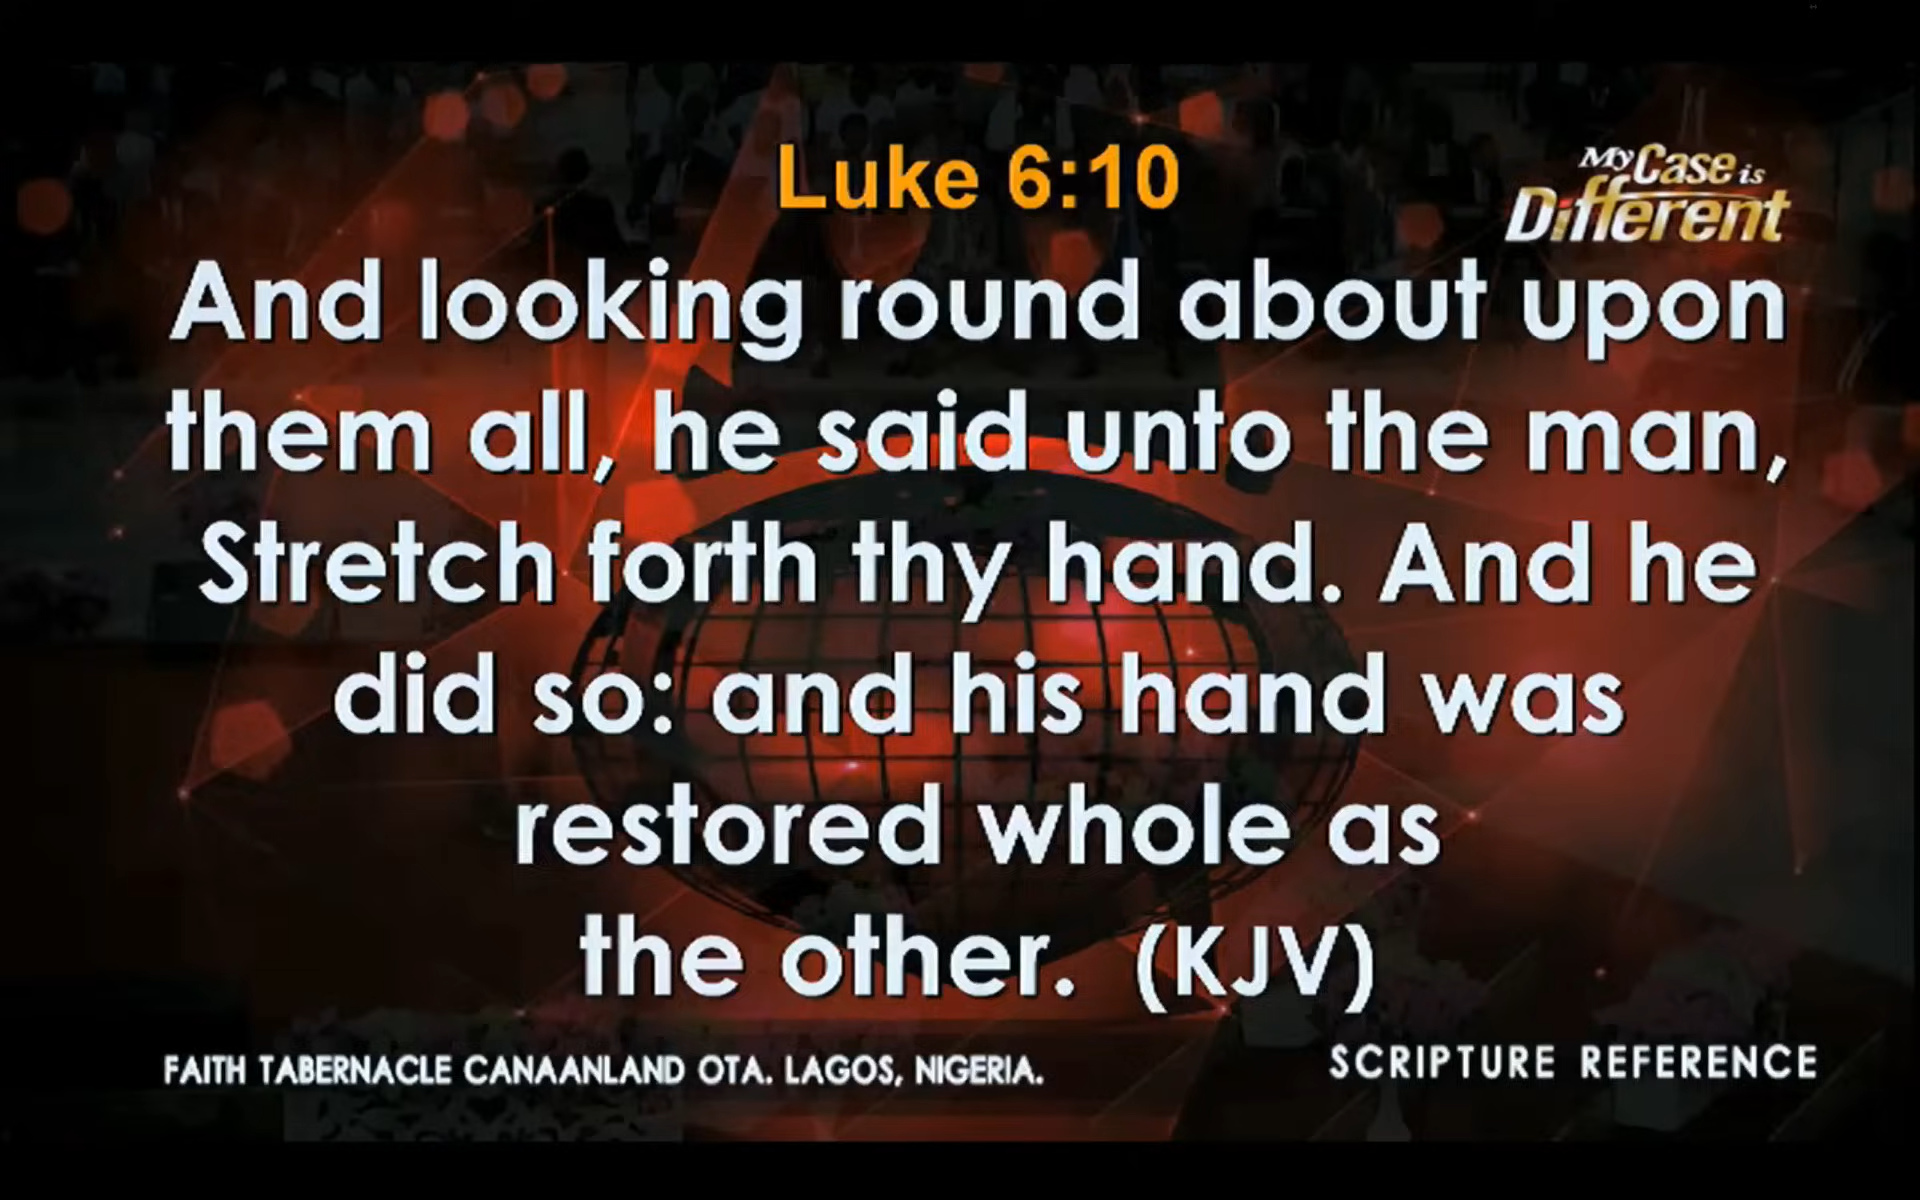 Luke 6:10
My Case is
Different
And looking round about upon
them all, he said unto the man,
Stretch forth thy hand. And he
did so: and his hand was
restored whole as
the other. (KJV)
FAITH TABERNACLE CANAANLAND OTA. LAGOS, NIGERIA.
SCRIPTURE REFERENCE